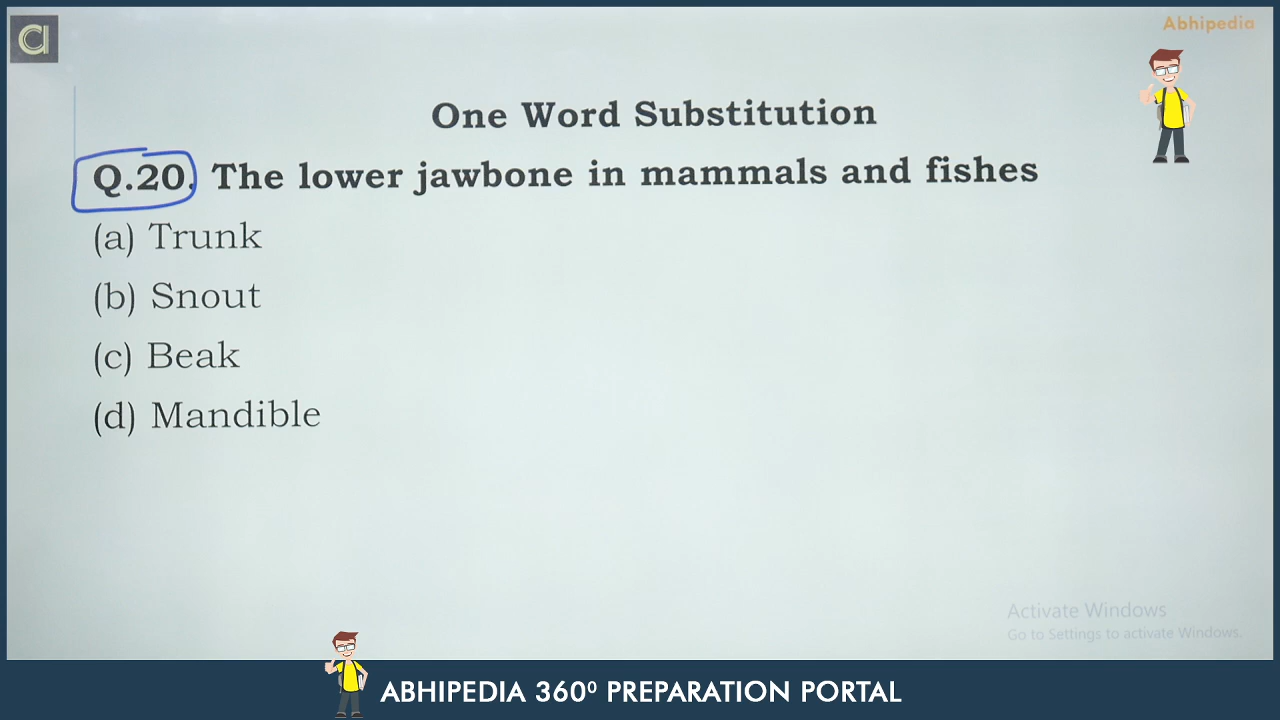 Abhipedia
One Word Substitution
Q.20. The lower jawbone in mammals and fishes
(a) Trunk
(b) Snout
(c) Beak
(d) Mandible
Activate Windows
Go to Settings to activate Windows.
ABHIPEDIA 360⁰ PREPARATION PORTAL